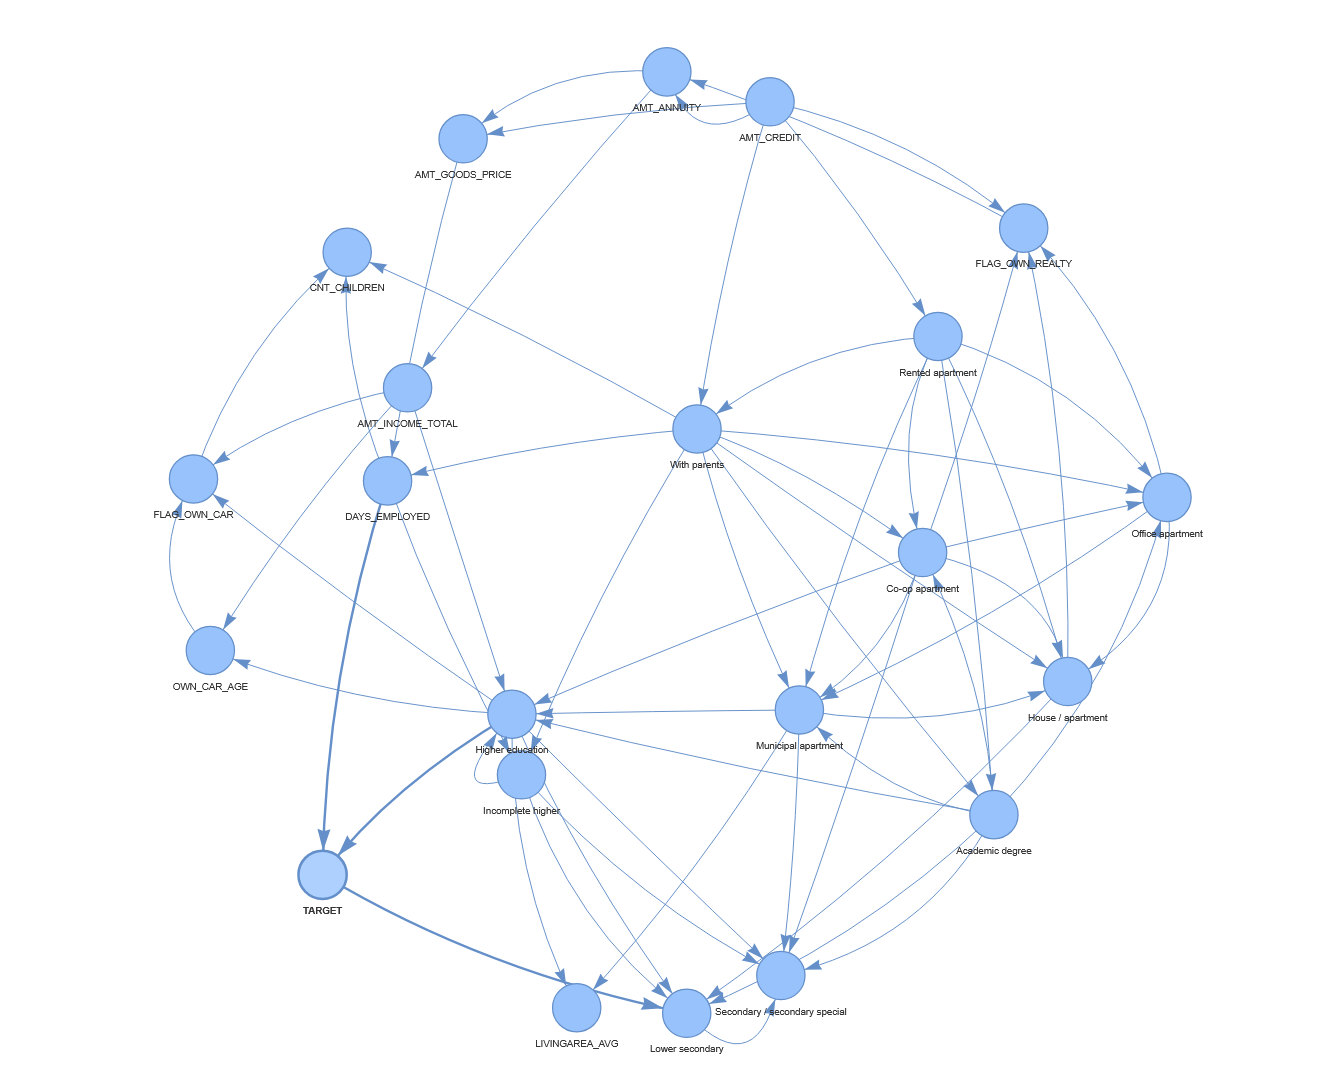 AMT_ANNUITY
AMT_CREDIT
AMT_GOODS_PRICE
FLAG_OWN_REALTY
CNT_CHILDREN
Rented apartment
AMT_INCOME_TOTAL
With parents
FLAG_OWN_CAR
DAYS_EMPLOYED
Office apartment
Co-op apartment
OWN_CAR_AGE
House / apartment
Higher education
Municipal apartment
Incomplete higher
Academic degree
TARGET
Secondary / secondary special
LIVINGAREA_AVG
Lower secondary